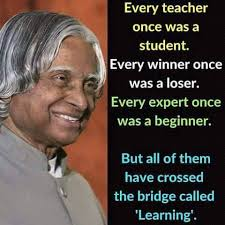 Every teacher
once was a
student.
Every winner once
was a loser.
Every expert once
was a beginner.
But all of them
have crossed
the bridge called
'Learning'.